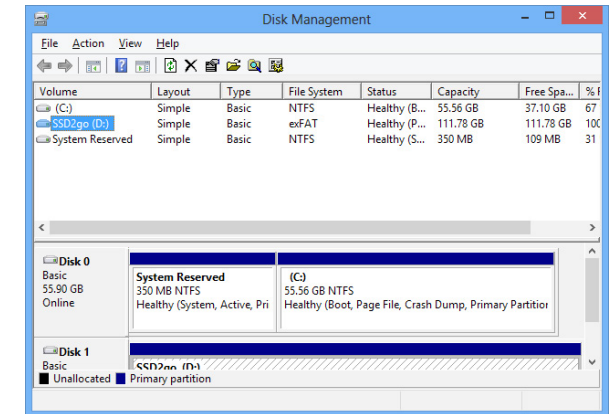 Disk Management
File Action View Help
Volume Layout Type File System Status Capacity Free Spa... % F
(C:) Simple Basic NTFS Healthy (B... 55.56 GB 37.10 GB 67
SSD2go (D:) Simple Basic exFAT Healthy (P... 111.78 GB 111.78 GB 100
System Reserved Simple Basic NTFS Healthy (S... 350 MB 109 MB 31
Disk 0
Basic
55.90 GB
Online
System Reserved
350 MB NTFS
Healthy (System, Active, Pri
(C:)
55.56 GB NTFS
Healthy (Boot, Page File, Crash Dump, Primary Partition
Disk 1
Basic
SSD2go (D:)
Unallocated Primary partition